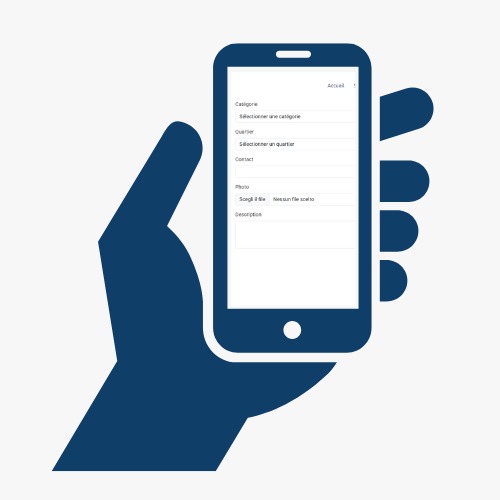 Accueil
Catégorie
Sélectionner une catégorie
Quartier
Sélectionner un quartier
Contact
Photo
Scegli il file Nessun file scelto
Description